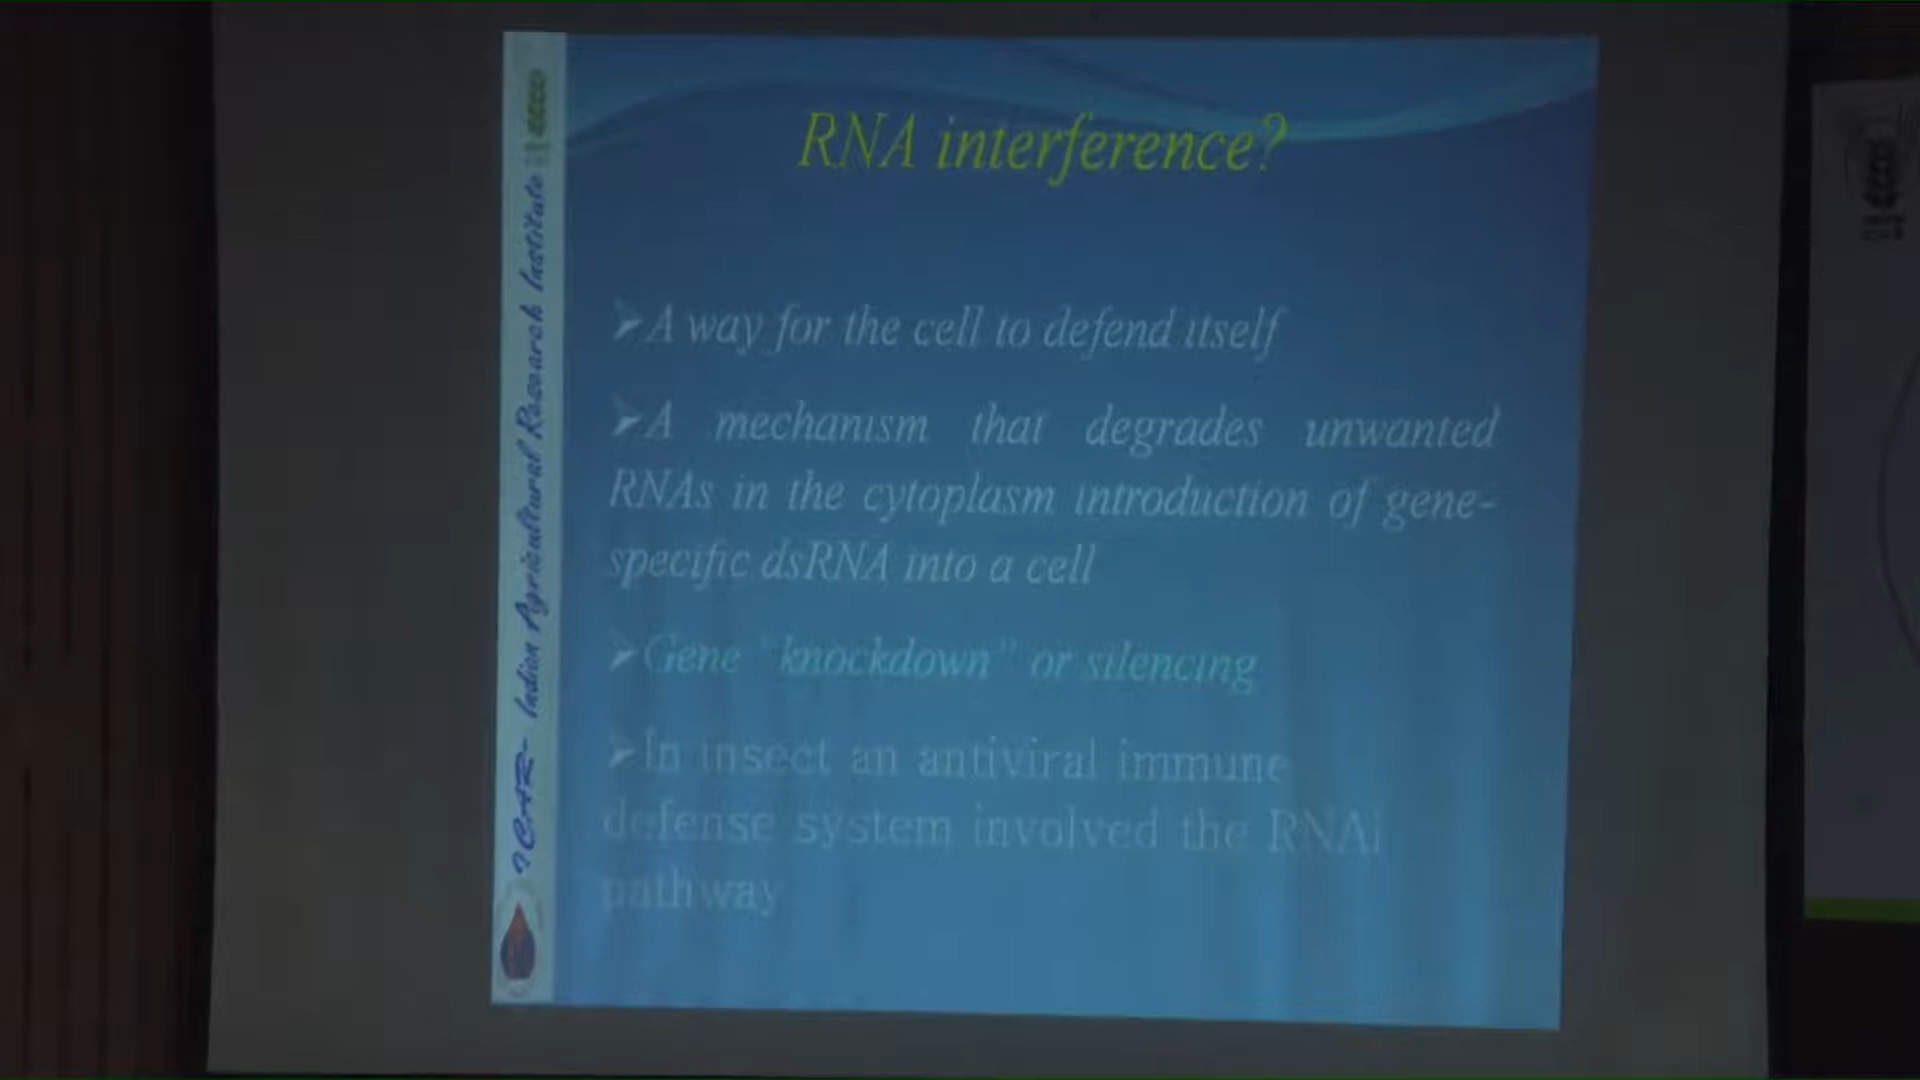 RNA interference?
➤A way for the cell to defend itself
➤A mechanism that degrades unwanted
RNAs in the cytoplasm introduction of gene-
specific dsRNA into a cell
➤Gene "knockdown" or silencing
➤In insect an antiviral immune
defense system involved the RNAi
pathway
ICAR- Indian Agricultural Research Institute